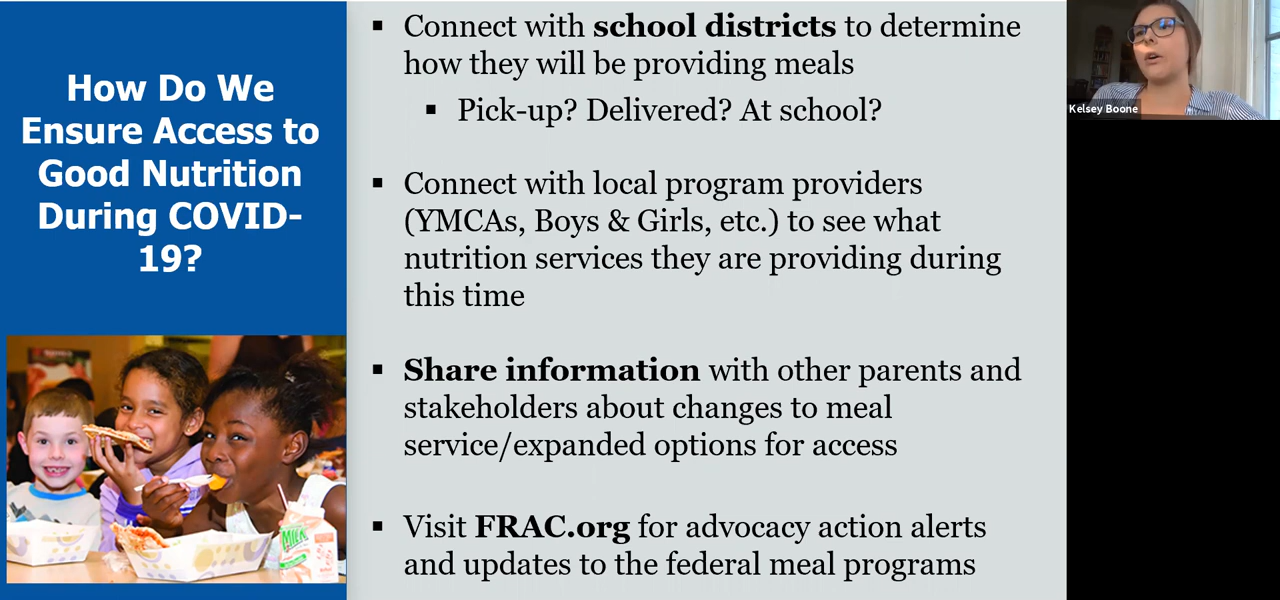 How Do We
Ensure Access to
Good Nutrition
During COVID-
19?
▪ Connect with school districts to determine
how they will be providing meals
▪ Pick-up? Delivered? At school?
▪ Connect with local program providers
(YMCAs, Boys & Girls, etc.) to see what
nutrition services they are providing during
this time
▪ Share information with other parents and
stakeholders about changes to meal
service/expanded options for access
▪ Visit FRAC.org for advocacy action alerts
and updates to the federal meal programs
Kelsey Boone
MILK